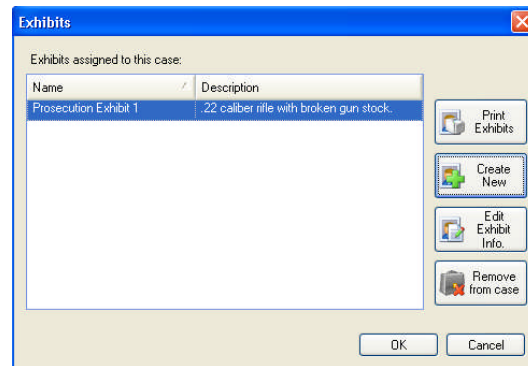 Exhibits
Exhibits assigned to this case:
Name Description
Prosecution Exhibit 1 .22 caliber rifle with broken gun stock.
Print
Exhibits
Create
New
Edit
Exhibit
Info.
Remove
from case
OK Cancel